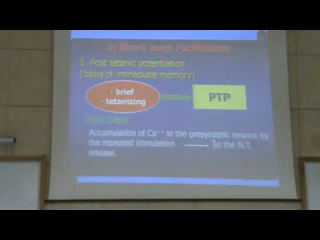 I) Short term Facilitation
1. Post tetanic potentiation
(basis of immediate memory)
• brief
• tetanizing
PTP
Ionic basis:
Accumulation of Ca++ in the presynaptic neuron by
the repeated stimulation → in the N.T.
release.